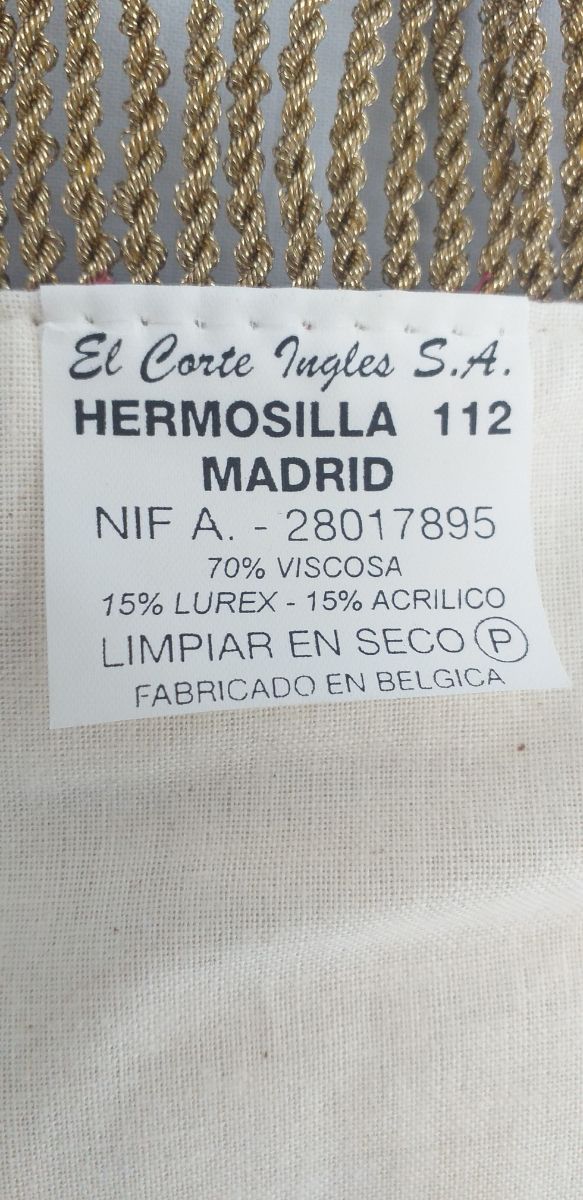 El Corte Ingles S.A.
HERMOSILLA 112
MADRID
NIF A. - 28017895
70% VISCOSA
15% LUREX - 15% ACRILICO
LIMPIAR EN SECO Ⓟ
FABRICADO EN BELGICA